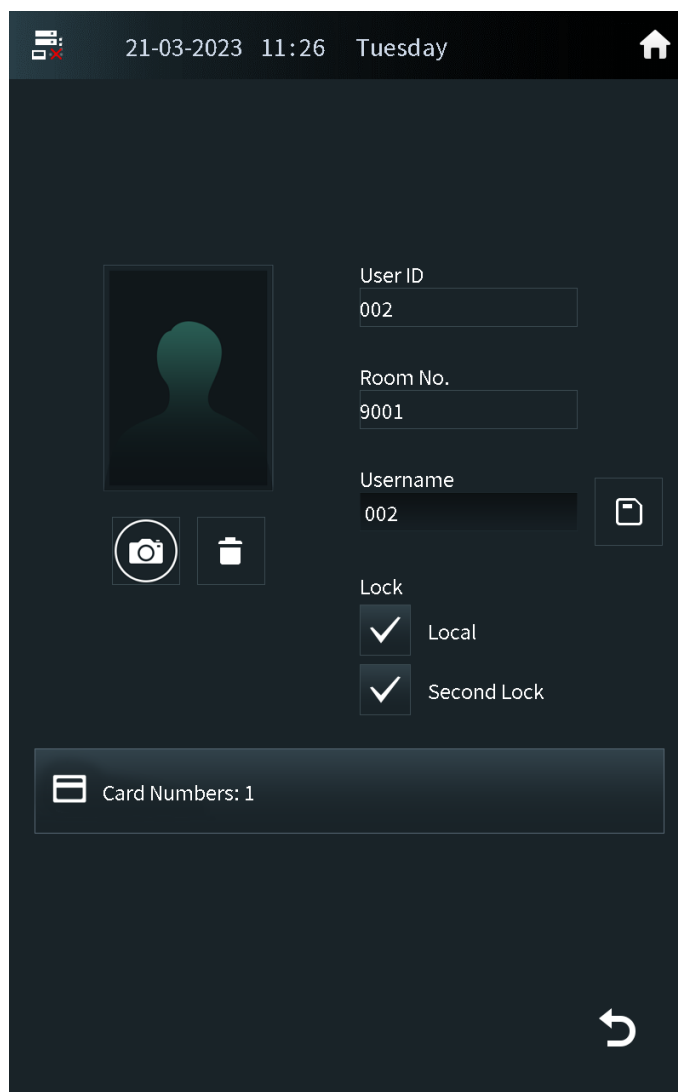 21-03-2023 11:26 Tuesday
User ID
002
Room No.
9001
Username
002
Lock
Local
Second Lock
Card Numbers: 1